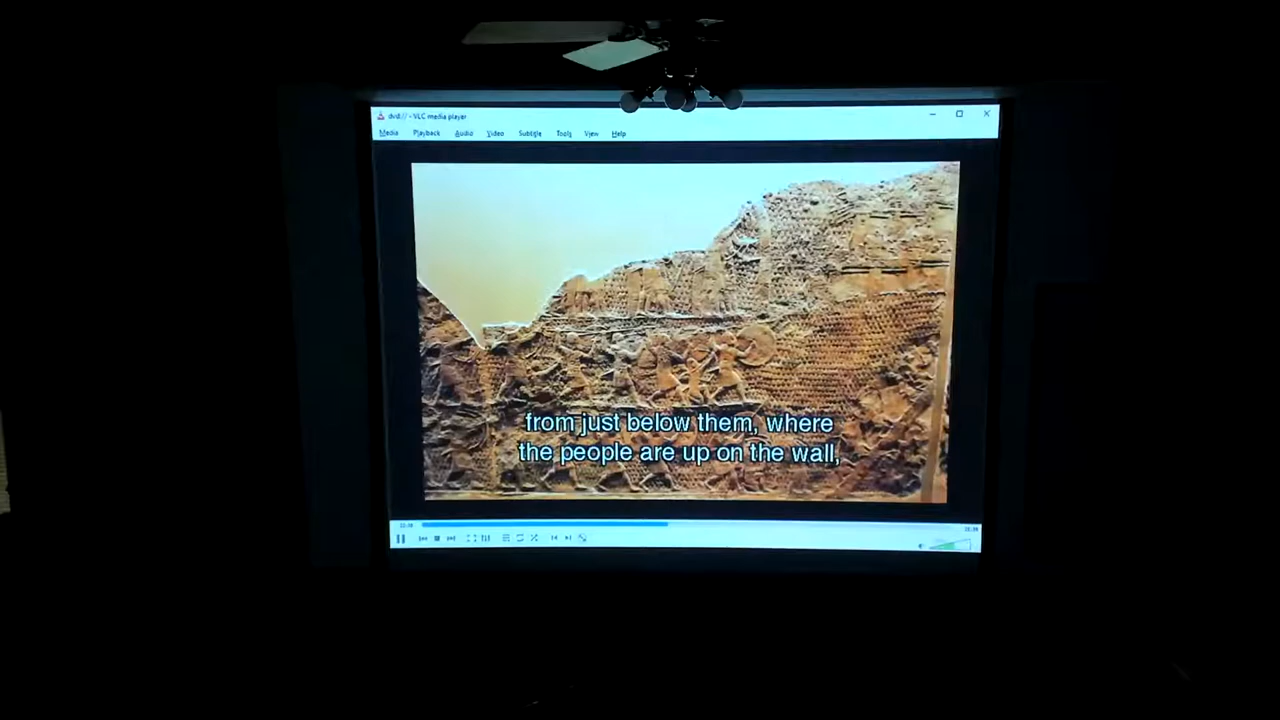 dvd:// - VLC media player
Media Playback Audio Video Subtitle Tools View Help
from just below them, where
the people are up on the wall,